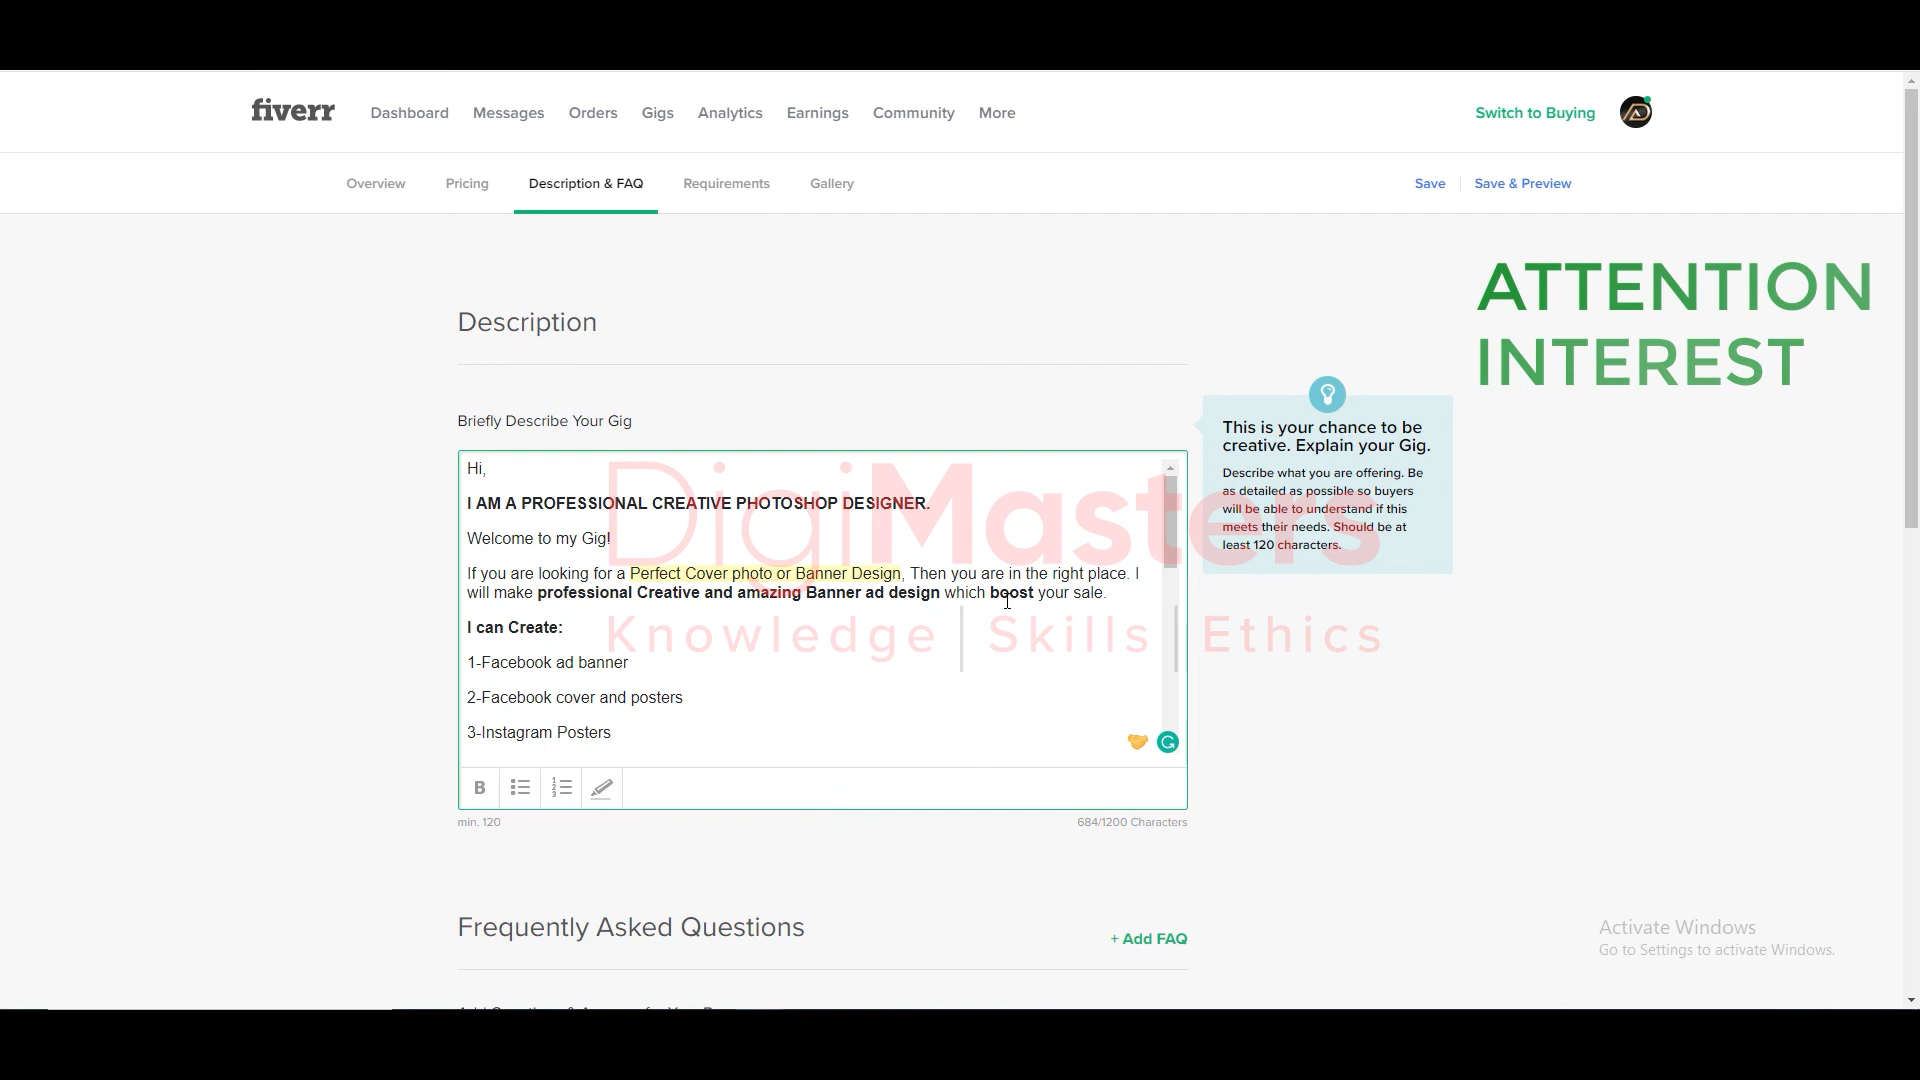 fiverr
Dashboard Messages Orders Gigs Analytics Earnings Community More
Switch to Buying
Overview Pricing Description & FAQ Requirements Gallery
Save Save & Preview
ATTENTION
INTEREST
Description
Briefly Describe Your Gig
This is your chance to be
creative. Explain your Gig.
Describe what you are offering. Be
as detailed as possible so buyers
will be able to understand if this
meets their needs. Should be at
least 120 characters.
Hi,
I AM A PROFESSIONAL CREATIVE PHOTOSHOP DESIGNER.
Welcome to my Gig!
If you are looking for a Perfect Cover photo or Banner Design, Then you are in the right place. I
will make professional Creative and amazing Banner ad design which boost your sale.
I can Create:
1-Facebook ad banner
2-Facebook cover and posters
3-Instagram Posters
DigiMasters
Knowledge | Skills | Ethics
B
min. 120
684/1200 Characters
Frequently Asked Questions
+ Add FAQ
Activate Windows
Go to Settings to activate Windows.